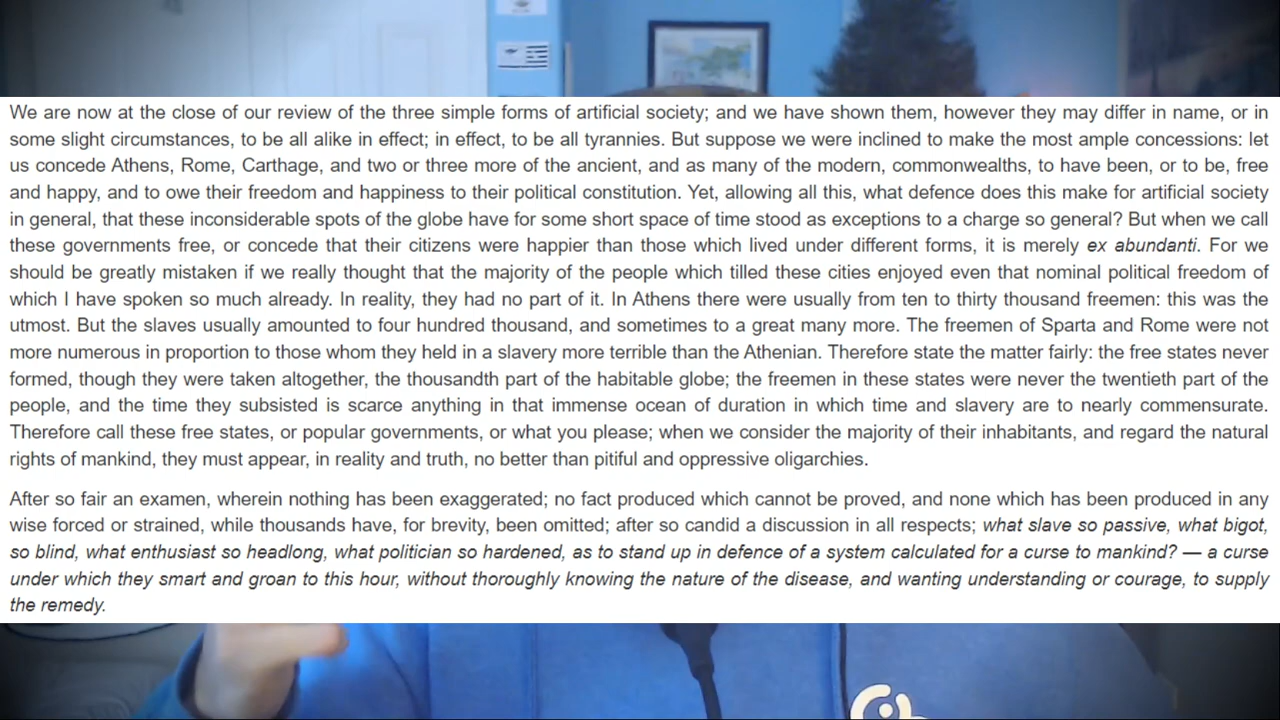 We are now at the close of our review of the three simple forms of artificial society; and we have shown them, however they may differ in name, or in
some slight circumstances, to be all alike in effect; in effect, to be all tyrannies. But suppose we were inclined to make the most ample concessions: let
us concede Athens, Rome, Carthage, and two or three more of the ancient, and as many of the modern, commonwealths, to have been, or to be, free
and happy, and to owe their freedom and happiness to their political constitution. Yet, allowing all this, what defence does this make for artificial society
in general, that these inconsiderable spots of the globe have for some short space of time stood as exceptions to a charge so general? But when we call
these governments free, or concede that their citizens were happier than those which lived under different forms, it is merely ex abundanti. For we
should be greatly mistaken if we really thought that the majority of the people which tilled these cities enjoyed even that nominal political freedom of
which I have spoken so much already. In reality, they had no part of it. In Athens there were usually from ten to thirty thousand freemen: this was the
utmost. But the slaves usually amounted to four hundred thousand, and sometimes to a great many more. The freemen of Sparta and Rome were not
more numerous in proportion to those whom they held in a slavery more terrible than the Athenian. Therefore state the matter fairly: the free states never
formed, though they were taken altogether, the thousandth part of the habitable globe; the freemen in these states were never the twentieth part of the
people, and the time they subsisted is scarce anything in that immense ocean of duration in which time and slavery are to nearly commensurate.
Therefore call these free states, or popular governments, or what you please; when we consider the majority of their inhabitants, and regard the natural
rights of mankind, they must appear, in reality and truth, no better than pitiful and oppressive oligarchies.
After so fair an examen, wherein nothing has been exaggerated; no fact produced which cannot be proved, and none which has been produced in any
wise forced or strained, while thousands have, for brevity, been omitted; after so candid a discussion in all respects; what slave so passive, what bigot,
so blind, what enthusiast so headlong, what politician so hardened, as to stand up in defence of a system calculated for a curse to mankind? — a curse
under which they smart and groan to this hour, without thoroughly knowing the nature of the disease, and wanting understanding or courage, to supply
the remedy.